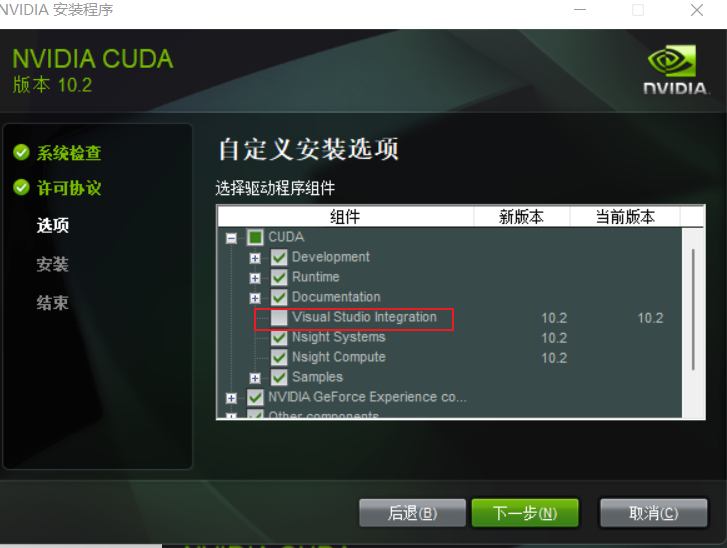 NVIDIA 安装程序
NVIDIA CUDA
版本 10.2
NVIDIA.
系统检查
许可协议
选项
安装
结束
自定义安装选项
选择驱动程序组件
组件 新版本 当前版本
CUDA
Development
Runtime
Documentation
Visual Studio Integration 10.2 10.2
Nsight Systems 10.2
Nsight Compute 10.2
Samples
NVIDIA GeForce Experience co...
Other components
后退(B) 下一步(N) 取消(C)